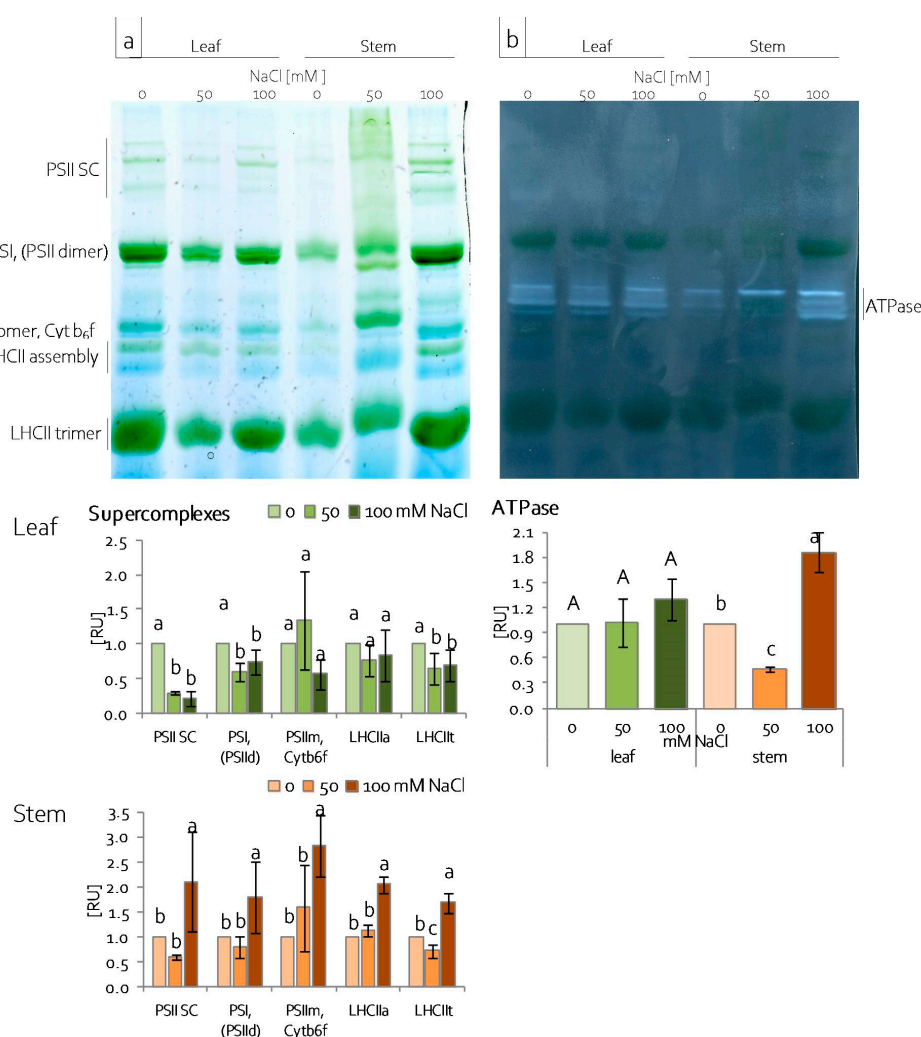 a
Leaf
Stem
NaCl [mM]
0 50 100 0 50 100
PSII SC
SI, (PSII dimer)
omer, Cyt b₆f
HCII assembly
LHCII trimer
b
Leaf
Stem
NaCl [mM]
0 50 100 0 50 100
ATPase
Leaf
Supercomplexes
0 50 100 mM NaCl
[RU]
2.5
2.0
1.5
1.0
0.5
0.0
a b b
a b b
a a a
a a a
a b b
PSII SC
PSI, (PSIId)
PSIIm, Cytb6f
LHCIIa
LHCIIt
ATPase
[RU]
2.1
1.8
1.5
1.2
0.9
0.6
0.3
0.0
A A A b c a
0 50 100 0 50 100
mM NaCl
leaf stem
Stem
0 50 100 mM NaCl
[RU]
3.5
3.0
2.5
2.0
1.5
1.0
0.5
0.0
b b a
b b a
b b a
b b a
b c a
PSII SC
PSI, (PSIId)
PSIIm, Cytb6f
LHCIIa
LHCIIt